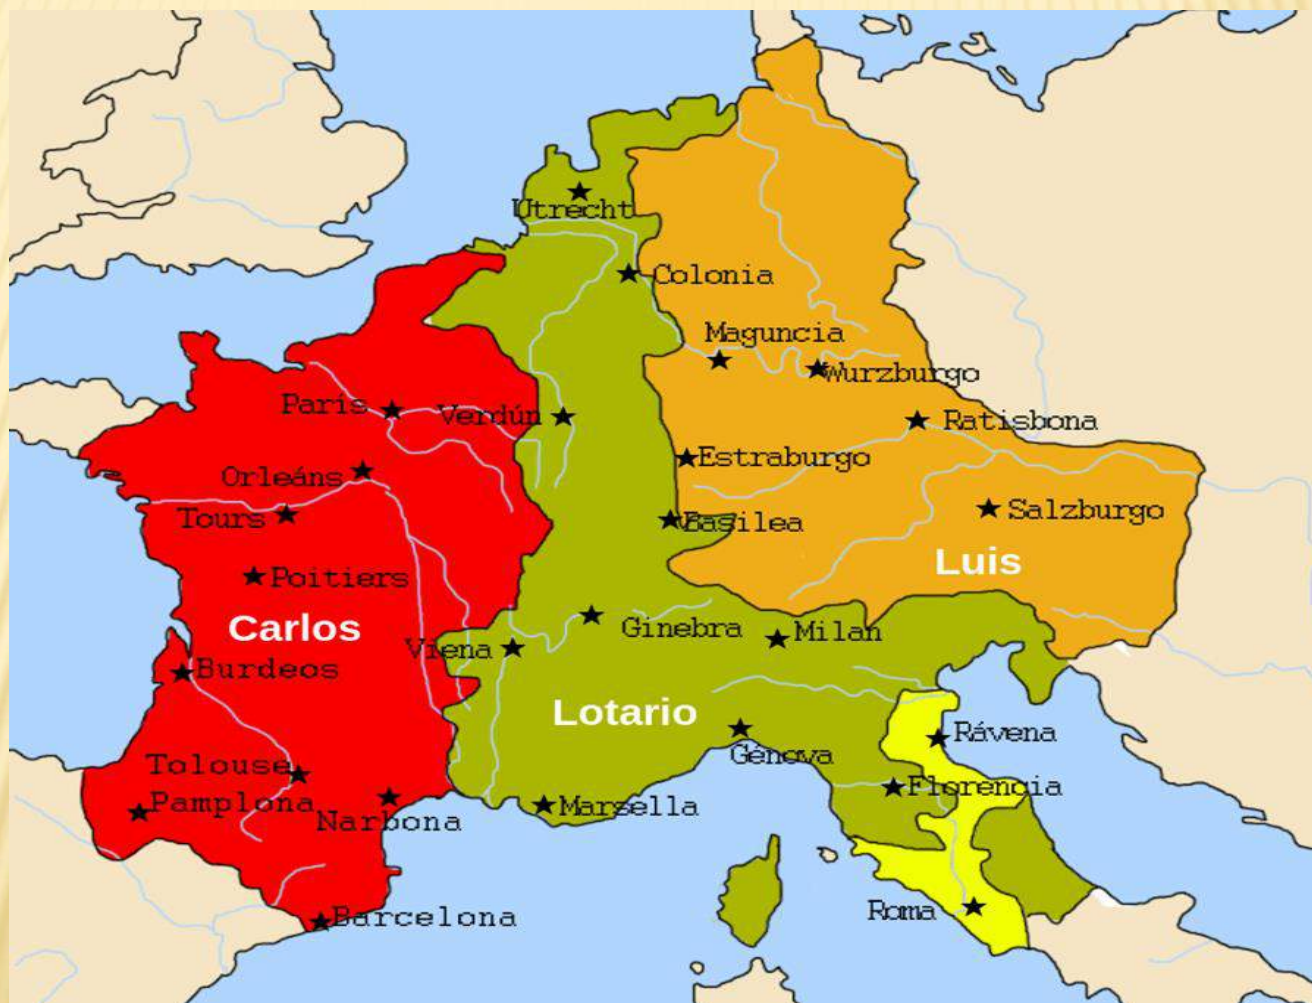 Utrecht
Colonia
Maguncia
Wurzburgo
París
Verdún
Ratisbona
Orleáns
Estraburgo
Tours
Basilea
Salzburgo
Luis
Poitiers
Carlos
Ginebra
Milan
Viena
Burdeos
Lotario
Rávena
Génova
Tolouse
Florencia
Pamplona
Marsella
Narbona
Roma
Barcelona